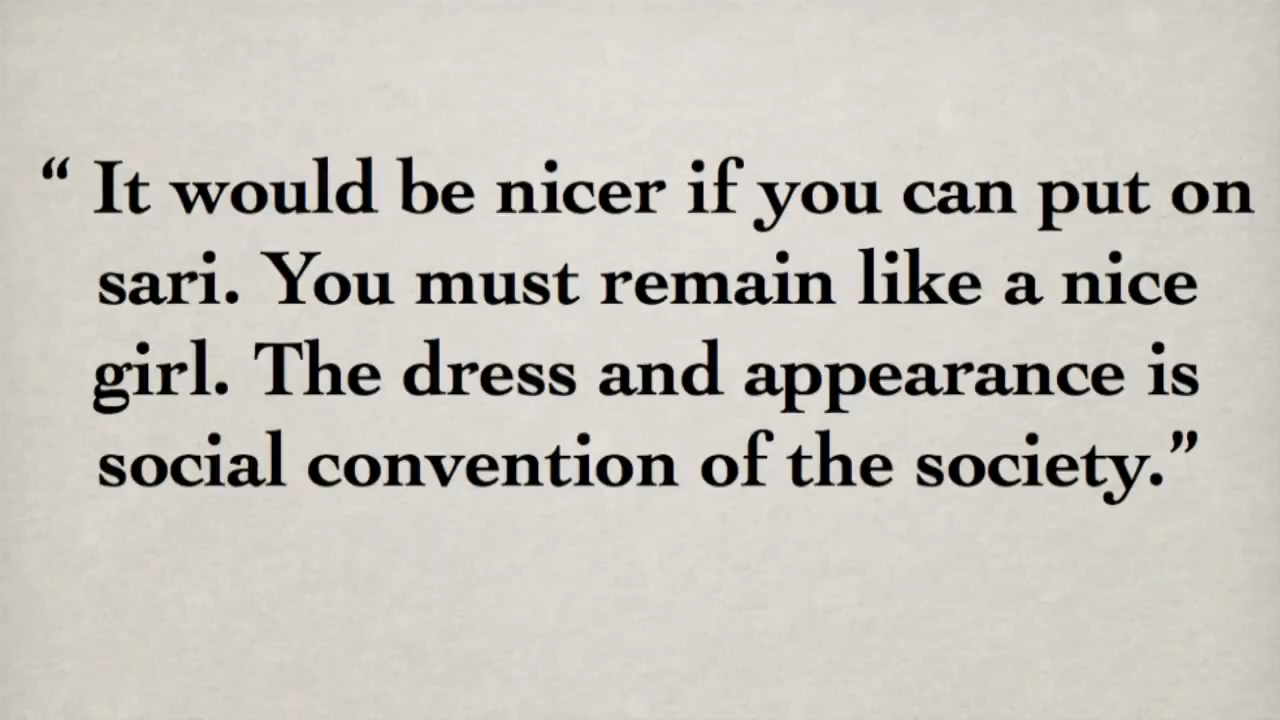 “ It would be nicer if you can put on
sari. You must remain like a nice
girl. The dress and appearance is
social convention of the society.”